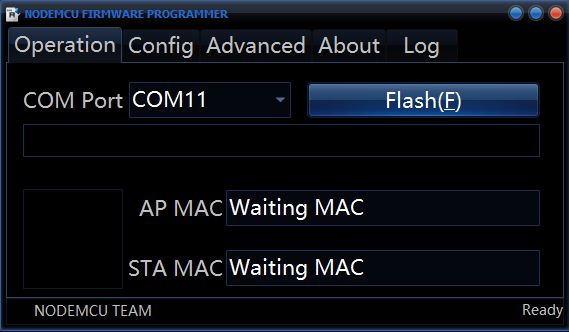 NODEMCU FIRMWARE PROGRAMMER
Operation Config Advanced About Log
COM Port COM11 Flash(F)
AP MAC Waiting MAC
STA MAC Waiting MAC
NODEMCU TEAM Ready